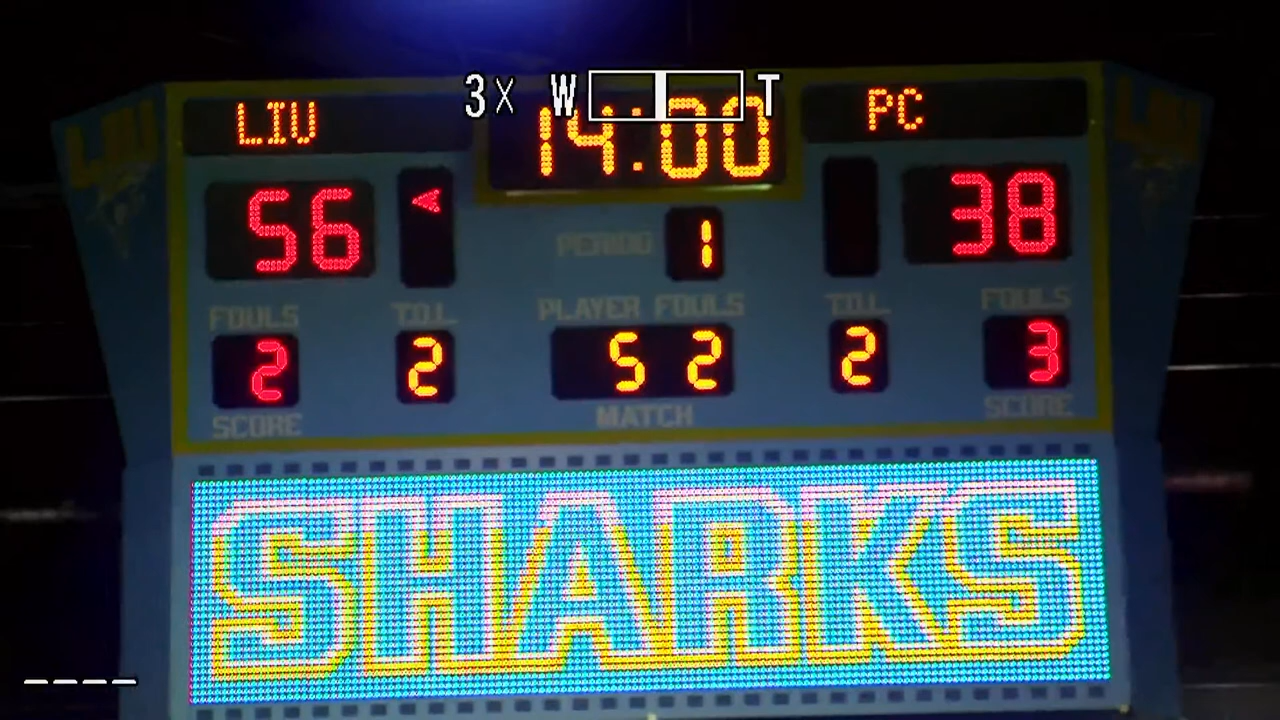 3× W T
LIU 14:00 PC
56 38
PERIOD 1
FOULS T.O.L PLAYER FOULS T.O.L FOULS
2 2 5 2 2 3
SCORE MATCH SCORE
SHARKS